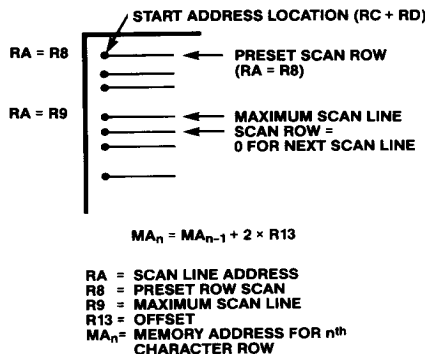 START ADDRESS LOCATION (RC + RD)
RA = R8
PRESET SCAN ROW
(RA = R8)
RA = R9
MAXIMUM SCAN LINE
SCAN ROW =
0 FOR NEXT SCAN LINE
MAn = MAn–1 + 2 × R13
RA = SCAN LINE ADDRESS
R8 = PRESET ROW SCAN
R9 = MAXIMUM SCAN LINE
R13 = OFFSET
MAn= MEMORY ADDRESS FOR nth
CHARACTER ROW